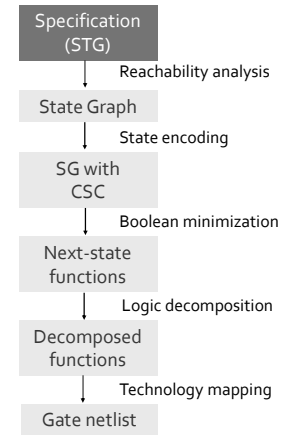 Specification
(STG)
Reachability analysis
State Graph
State encoding
SG with
CSC
Boolean minimization
Next-state
functions
Logic decomposition
Decomposed
functions
Technology mapping
Gate netlist